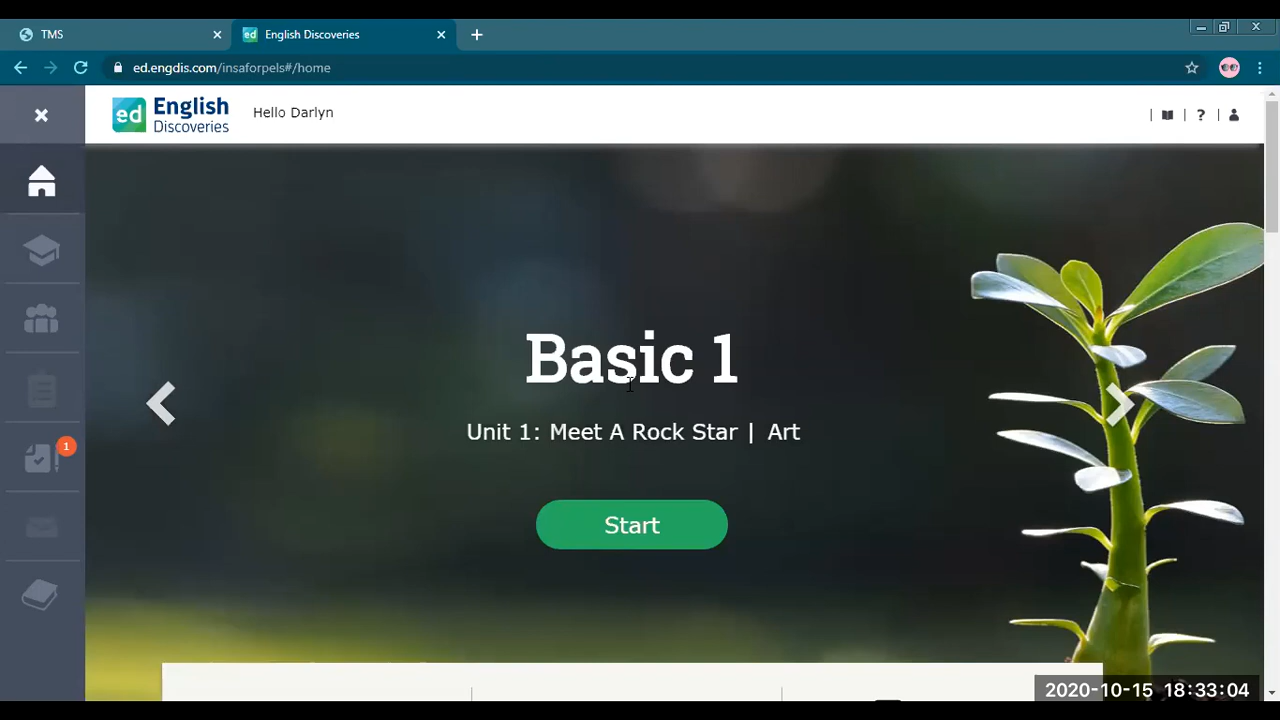 TMS
English Discoveries
ed.engdis.com/insaforpels#/home
ed English Discoveries
Hello Darlyn
?
1
Basic 1
Unit 1: Meet A Rock Star | Art
Start
2020-10-15 18:33:04